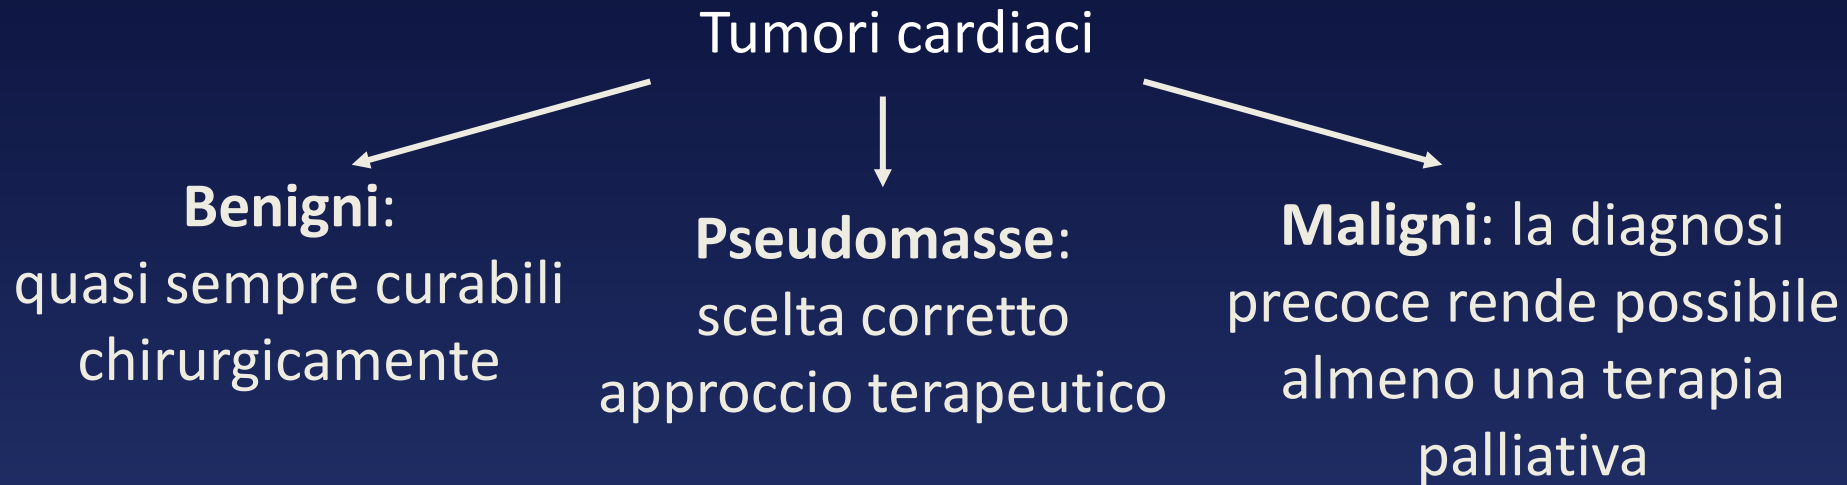 Tumori cardiaci
Benigni:
quasi sempre curabili
chirurgicamente
Pseudomasse:
scelta corretto
approccio terapeutico
Maligni: la diagnosi
precoce rende possibile
almeno una terapia
palliativa